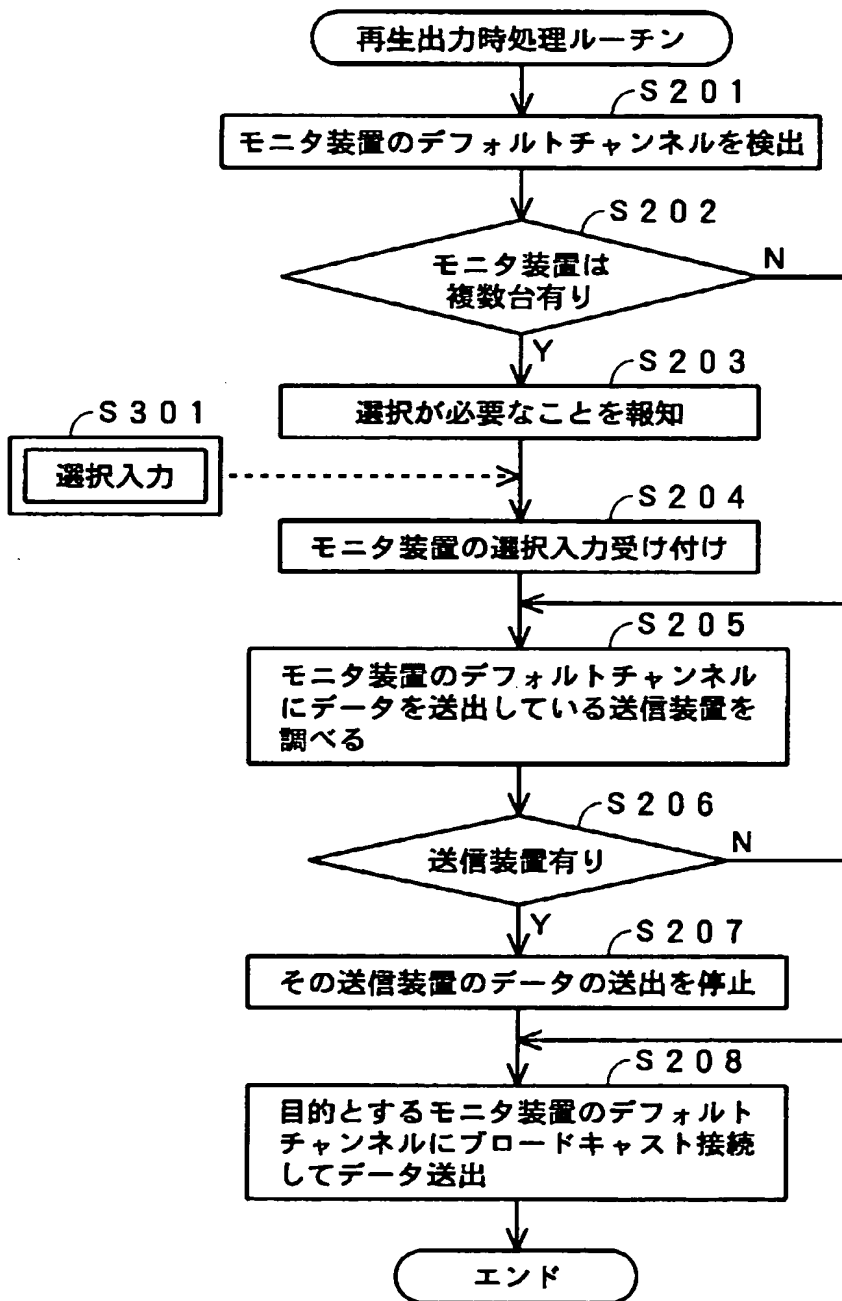 再生出力時処理ルーチン
S201
モニタ装置のデフォルトチャンネルを検出
S202
モニタ装置は
複数台有り
N
Y
S203
選択が必要なことを報知
S301
選択入力
S204
モニタ装置の選択入力受け付け
S205
モニタ装置のデフォルトチャンネル
にデータを送出している送信装置を
調べる
S206
送信装置有り
N
Y
S207
その送信装置のデータの送出を停止
S208
目的とするモニタ装置のデフォルト
チャンネルにブロードキャスト接続
してデータ送出
エンド